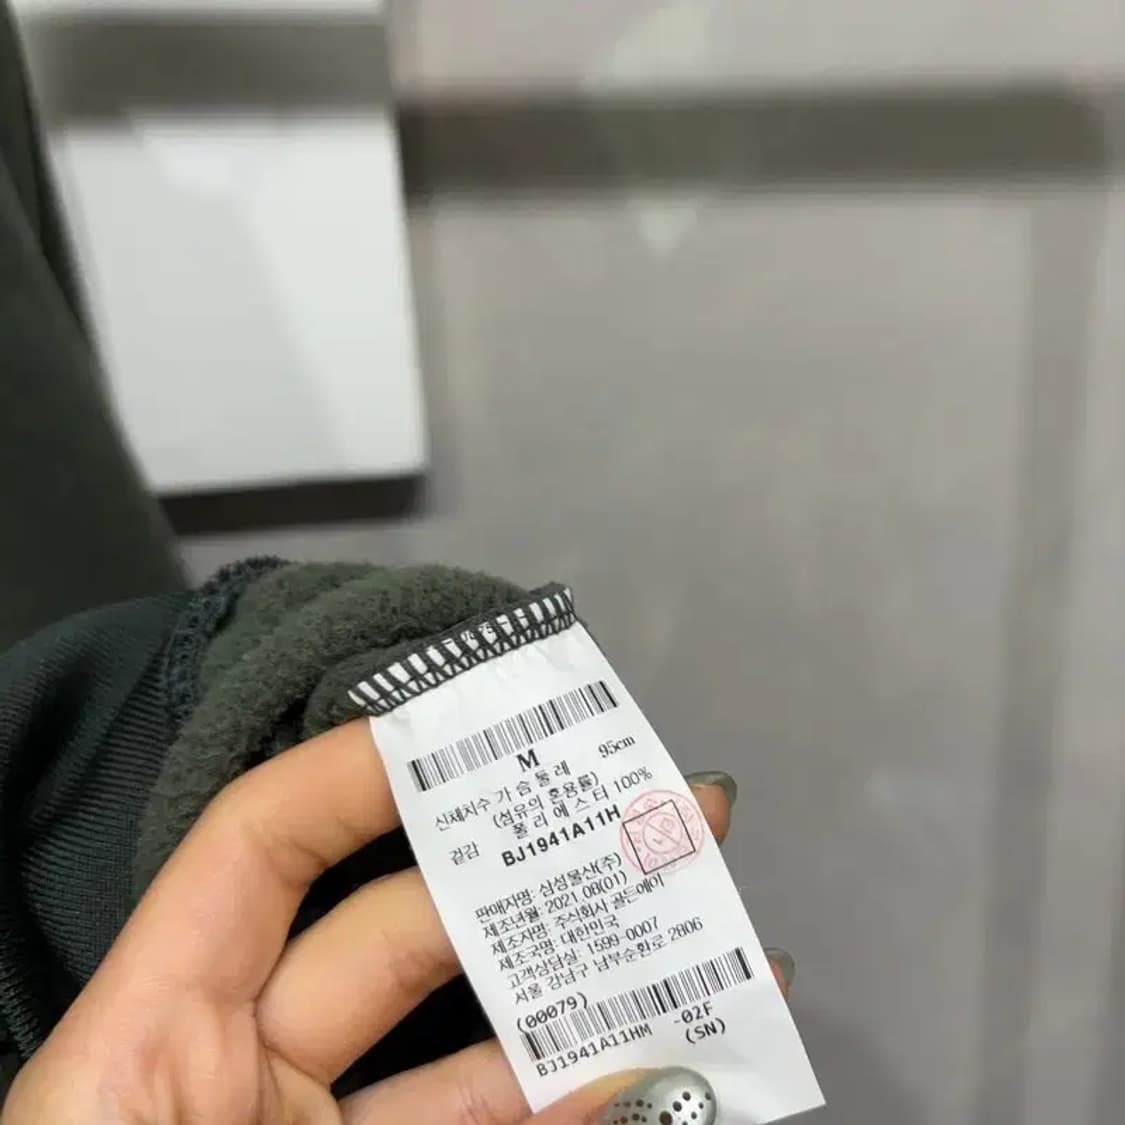 M
신체치수 가 슴 둘 레 95cm
(섬유의 혼용률)
겉감 폴 리 에 스 터 100%
BJ1941A11H
판매자명: 삼성물산(주)
제조년월: 2021 08(01)
제조자명: 주식회사 골든에이
제조국명: 대한민국
고객상담실: 1599-0007
서울 강남구 남부순환로 2806
(00079)
BJ1941A11HM -02F
(SN)